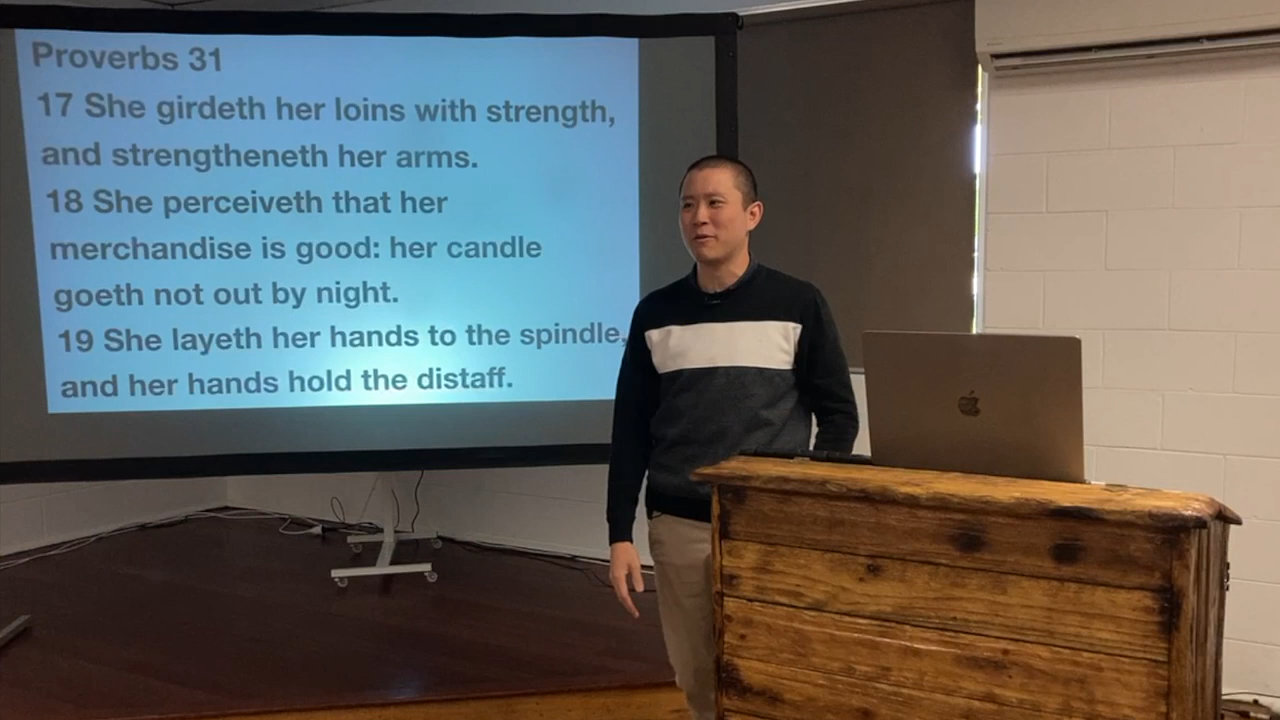 Proverbs 31
17 She girdeth her loins with strength,
and strengtheneth her arms.
18 She perceiveth that her
merchandise is good: her candle
goeth not out by night.
19 She layeth her hands to the spindle,
and her hands hold the distaff.